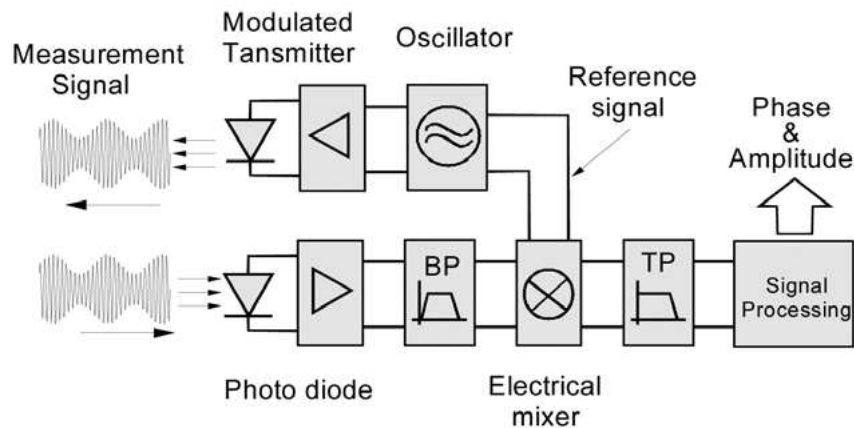 Measurement
Signal
Modulated
Tansmitter
Oscillator
Reference
signal
Phase
&
Amplitude
BP
TP
Signal
Processing
Photo diode
Electrical
mixer